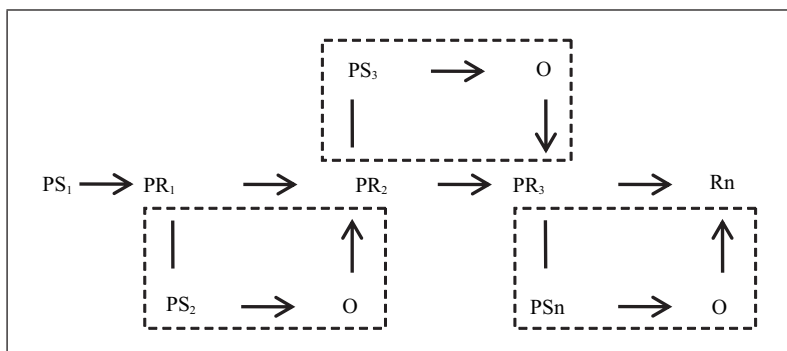 PS₃ O
PS₁ PR₁ PR₂ PR₃ Rn
PS₂ O PSn O